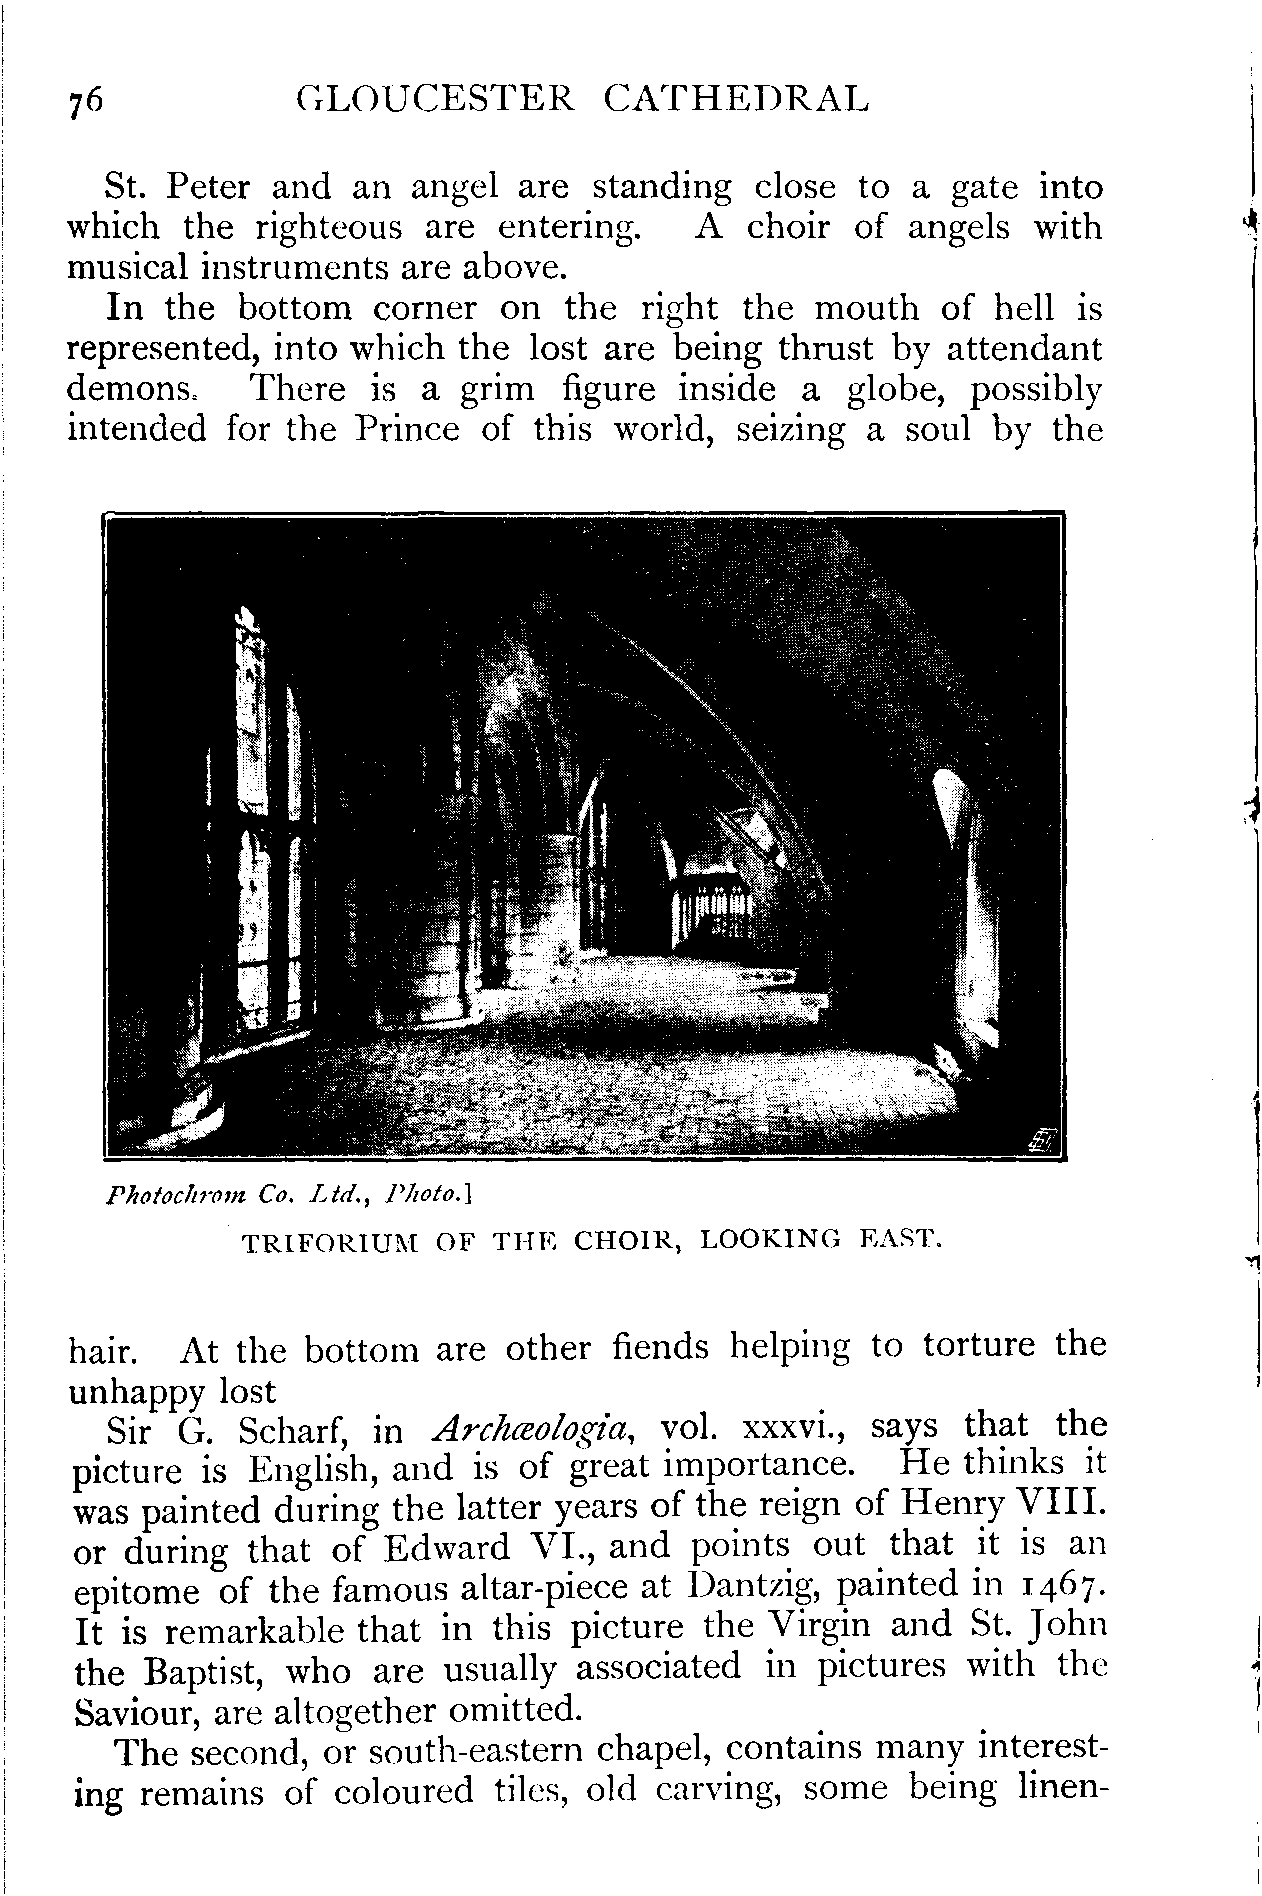 76 GLOUCESTER CATHEDRAL
St. Peter and an angel are standing close to a gate into
which the righteous are entering. A choir of angels with
musical instruments are above.
In the bottom corner on the right the mouth of hell is
represented, into which the lost are being thrust by attendant
demons. There is a grim figure inside a globe, possibly
intended for the Prince of this world, seizing a soul by the
Photochrom Co. Ltd., Photo.]
TRIFORIUM OF THE CHOIR, LOOKING EAST.
hair. At the bottom are other fiends helping to torture the
unhappy lost
Sir G. Scharf, in Archæologia, vol. xxxvi., says that the
picture is English, and is of great importance. He thinks it
was painted during the latter years of the reign of Henry VIII.
or during that of Edward VI., and points out that it is an
epitome of the famous altar-piece at Dantzig, painted in 1467.
It is remarkable that in this picture the Virgin and St. John
the Baptist, who are usually associated in pictures with the
Saviour, are altogether omitted.
The second, or south-eastern chapel, contains many interest-
ing remains of coloured tiles, old carving, some being linen-